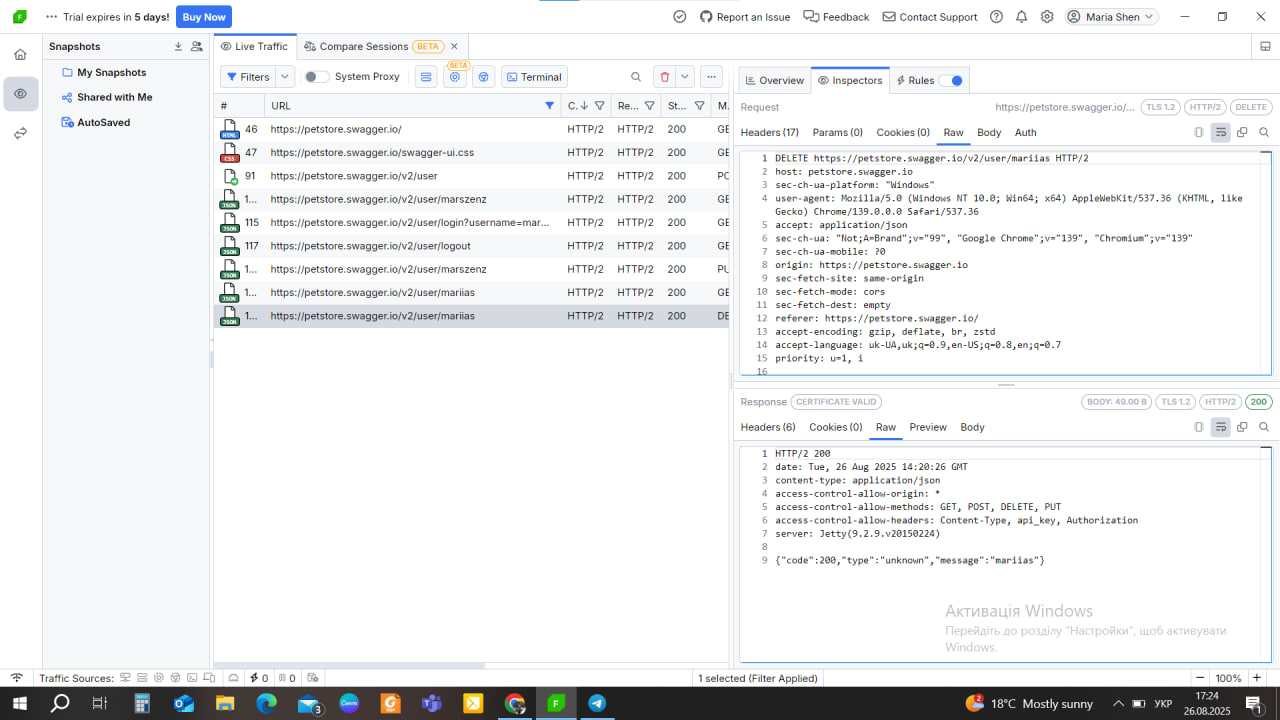 Trial expires in 5 days!
Buy Now
Report an Issue
Feedback
Contact Support
Maria Shen
Snapshots
My Snapshots
Shared with Me
AutoSaved
Live Traffic
Compare Sessions
BETA
Filters
System Proxy
BETA
Terminal
# URL C. Re... St... M.
HTML 46 https://petstore.swagger.io/ HTTP/2 HTTP/2 200 GE
CSS 47 https://petstore.swagger.io/swagger-ui.css HTTP/2 HTTP/2 200 GE
91 https://petstore.swagger.io/v2/user HTTP/2 HTTP/2 200 PC
JSON 1... https://petstore.swagger.io/v2/user/marszenz HTTP/2 HTTP/2 200 GE
JSON 115 https://petstore.swagger.io/v2/user/login?username=mar... HTTP/2 HTTP/2 200 GE
JSON 117 https://petstore.swagger.io/v2/user/logout HTTP/2 HTTP/2 200 GE
JSON 1... https://petstore.swagger.io/v2/user/marszenz HTTP/2 HTTP/2 200 PU
JSON 1... https://petstore.swagger.io/v2/user/mariias HTTP/2 HTTP/2 200 GE
JSON 1... https://petstore.swagger.io/v2/user/mariias HTTP/2 HTTP/2 200 DE
Overview
Inspectors
Rules
Request https://petstore.swagger.io/... TLS 1.2 HTTP/2 DELETE
Headers (17) Params (0) Cookies (0) Raw Body Auth
1 DELETE https://petstore.swagger.io/v2/user/mariias HTTP/2
2 host: petstore.swagger.io
3 sec-ch-ua-platform: "Windows"
4 user-agent: Mozilla/5.0 (Windows NT 10.0; Win64; x64) AppleWebKit/537.36 (KHTML, like
Gecko) Chrome/139.0.0.0 Safari/537.36
5 accept: application/json
6 sec-ch-ua: "Not;A=Brand";v="99", "Google Chrome";v="139", "Chromium";v="139"
7 sec-ch-ua-mobile: ?0
8 origin: https://petstore.swagger.io
9 sec-fetch-site: same-origin
10 sec-fetch-mode: cors
11 sec-fetch-dest: empty
12 referer: https://petstore.swagger.io/
13 accept-encoding: gzip, deflate, br, zstd
14 accept-language: uk-UA,uk;q=0.9,en-US;q=0.8,en;q=0.7
15 priority: u=1, i
16
Response CERTIFICATE VALID BODY: 49.00 B TLS 1.2 HTTP/2 200
Headers (6) Cookies (0) Raw Preview Body
1 HTTP/2 200
2 date: Tue, 26 Aug 2025 14:20:26 GMT
3 content-type: application/json
4 access-control-allow-origin: *
5 access-control-allow-methods: GET, POST, DELETE, PUT
6 access-control-allow-headers: Content-Type, api_key, Authorization
7 server: Jetty(9.2.9.v20150224)
8
9 {"code":200,"type":"unknown","message":"mariias"}
Активація Windows
Перейдіть до розділу "Настройки", щоб активувати
Windows.
Traffic Sources:
0
0
1 selected (Filter Applied)
100%
3
Canva
2
18°C Mostly sunny
УКР
17:24
26.08.2025
1